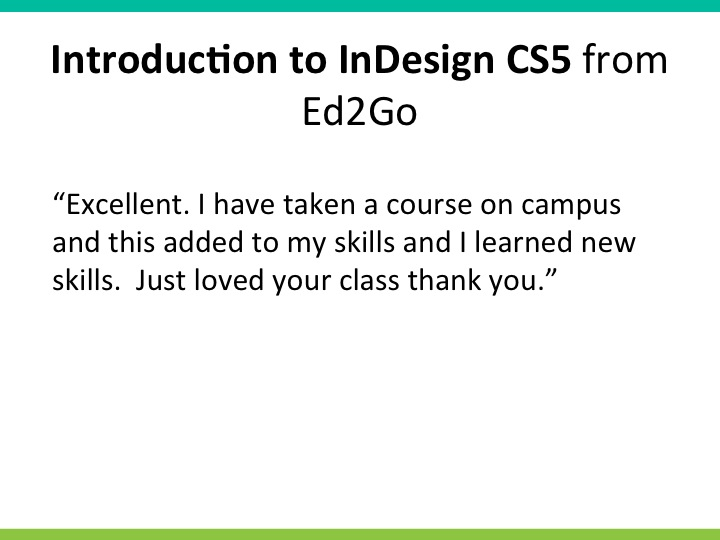 Introduction to InDesign CS5 from
Ed2Go
“Excellent. I have taken a course on campus
and this added to my skills and I learned new
skills.  Just loved your class thank you.”